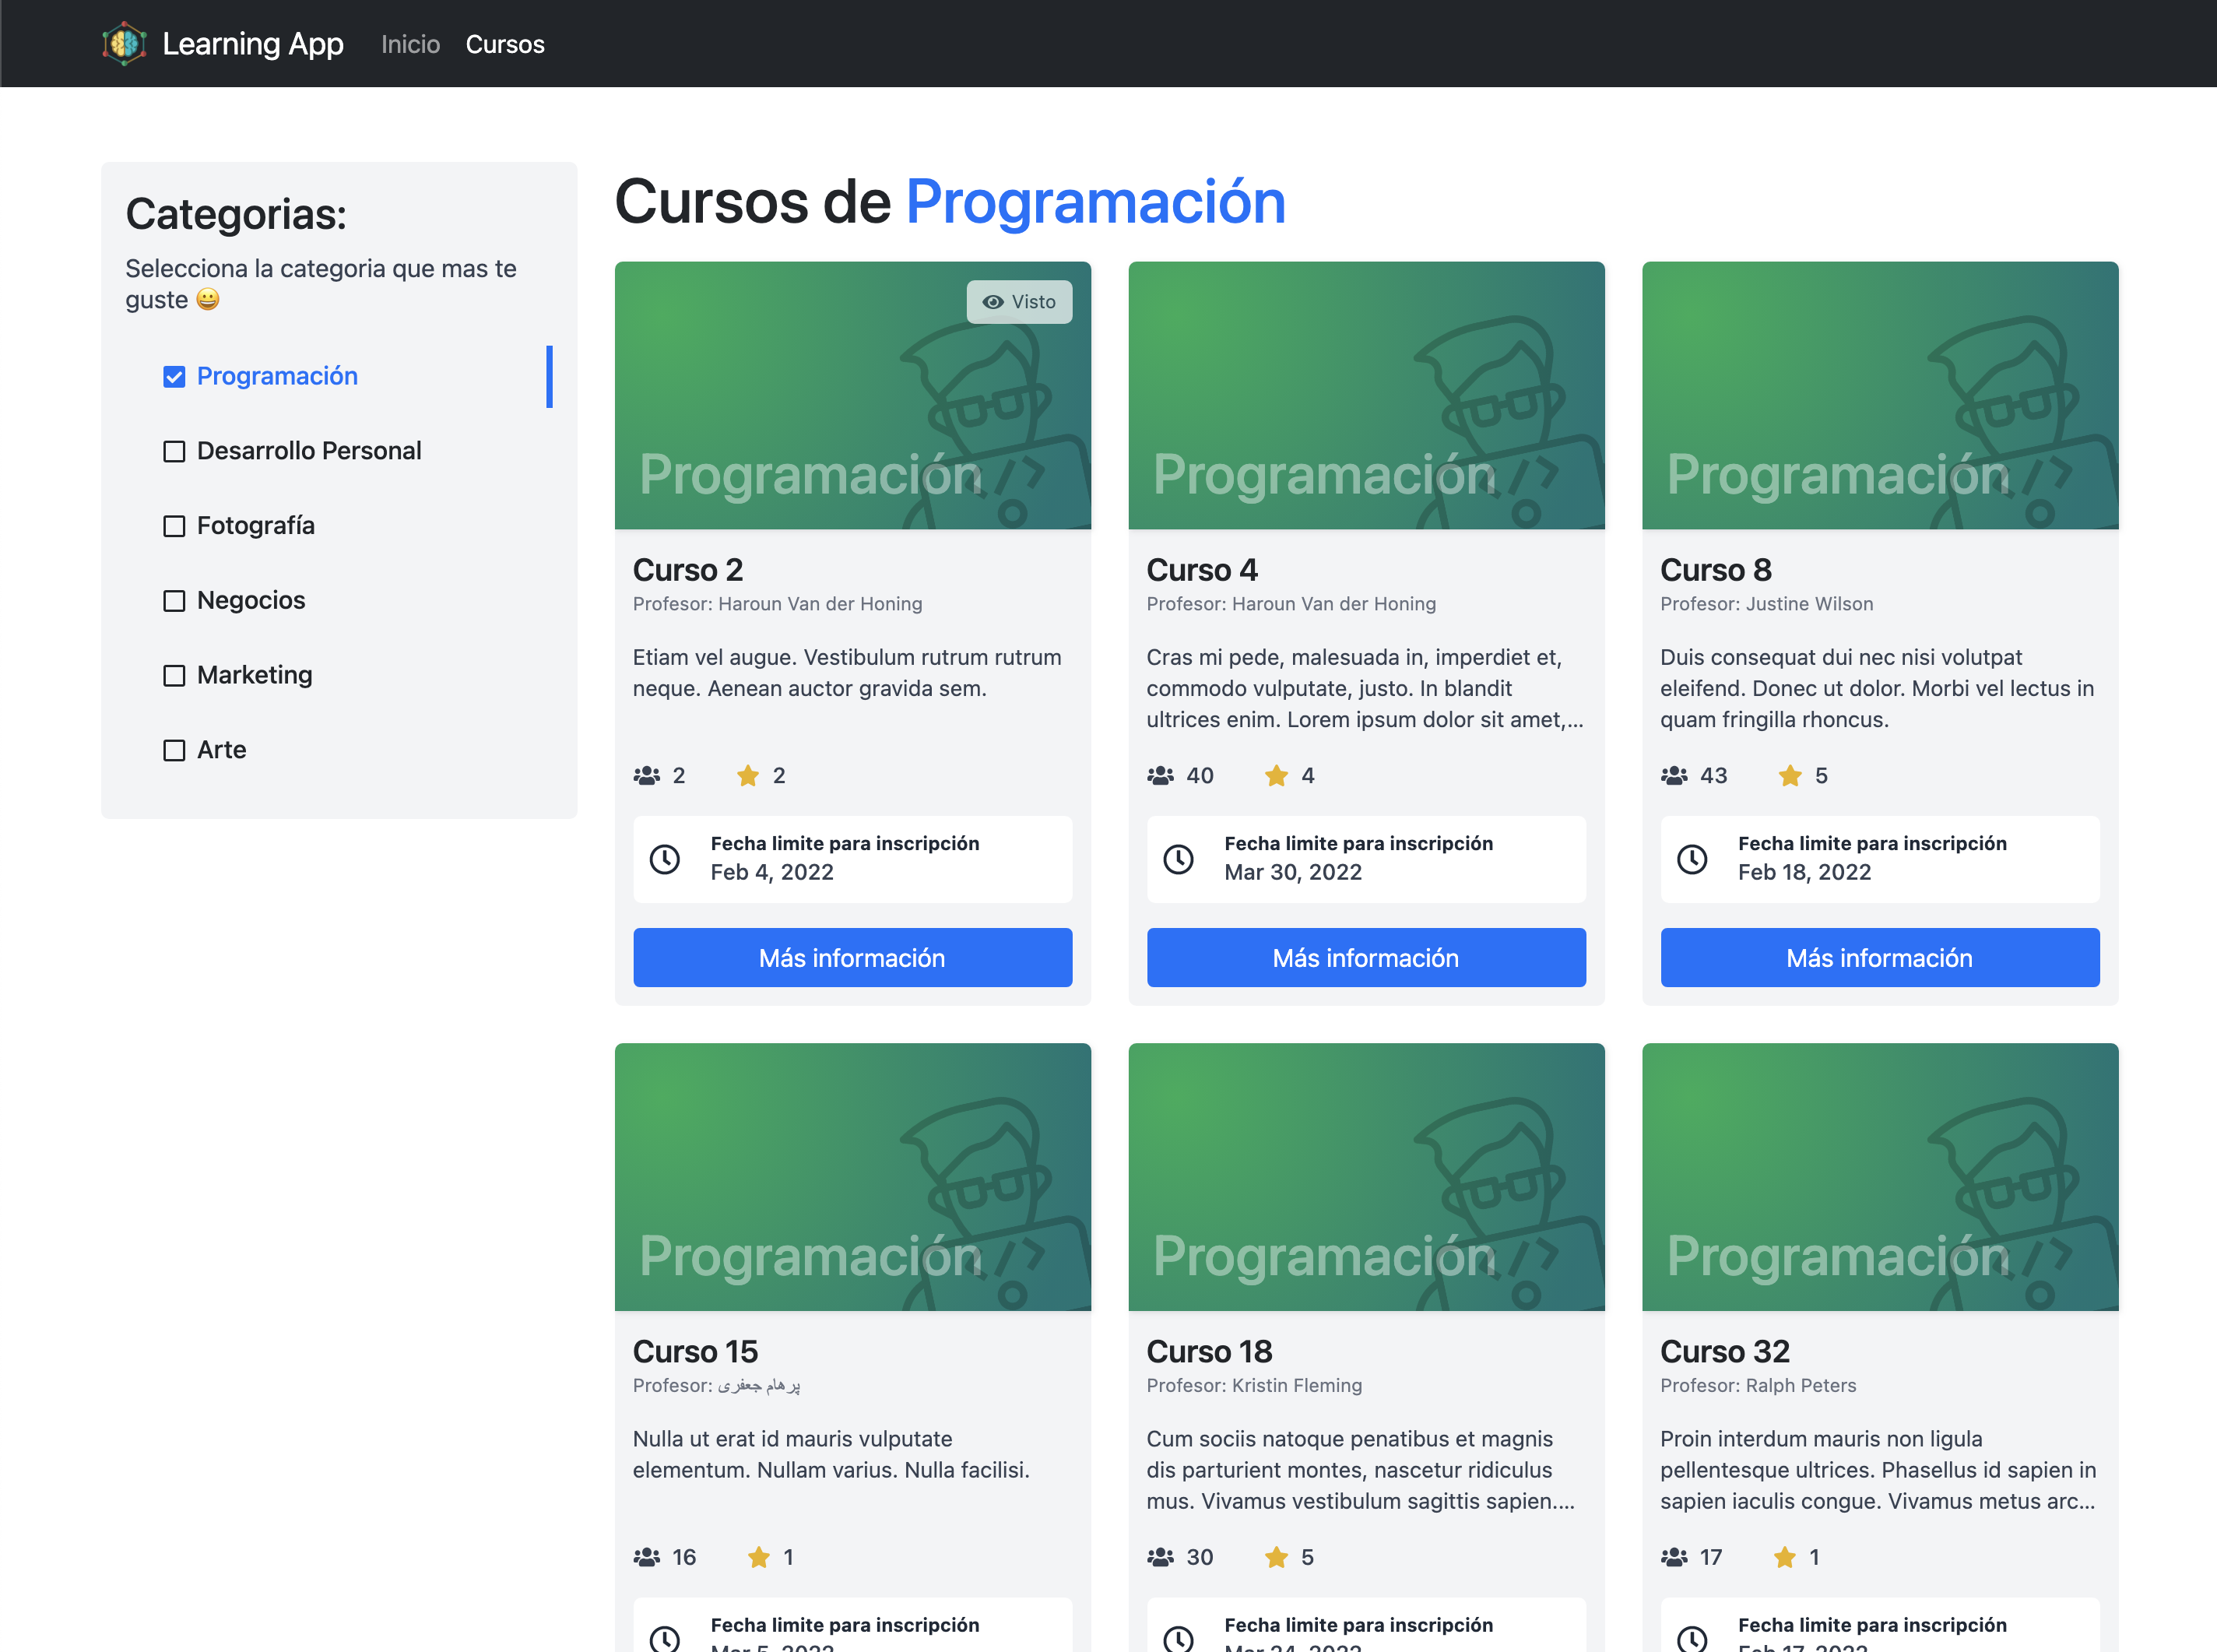 Learning App
Inicio
Cursos
Categorias:
Selecciona la categoria que mas te
guste 😀
Programación
Desarrollo Personal
Fotografía
Negocios
Marketing
Arte
Cursos de Programación
Visto
Programación
Curso 2
Profesor: Haroun Van der Honing
Etiam vel augue. Vestibulum rutrum rutrum
neque. Aenean auctor gravida sem.
2
2
Fecha limite para inscripción
Feb 4, 2022
Más información
Programación
Curso 4
Profesor: Haroun Van der Honing
Cras mi pede, malesuada in, imperdiet et,
commodo vulputate, justo. In blandit
ultrices enim. Lorem ipsum dolor sit amet,...
40
4
Fecha limite para inscripción
Mar 30, 2022
Más información
Programación
Curso 8
Profesor: Justine Wilson
Duis consequat dui nec nisi volutpat
eleifend. Donec ut dolor. Morbi vel lectus in
quam fringilla rhoncus.
43
5
Fecha limite para inscripción
Feb 18, 2022
Más información
Programación
Curso 15
Profesor: پرهام جعفری
Nulla ut erat id mauris vulputate
elementum. Nullam varius. Nulla facilisi.
16
1
Fecha limite para inscripción
Mar 5, 2022
Programación
Curso 18
Profesor: Kristin Fleming
Cum sociis natoque penatibus et magnis
dis parturient montes, nascetur ridiculus
mus. Vivamus vestibulum sagittis sapien....
30
5
Fecha limite para inscripción
Mar 24, 2022
Programación
Curso 32
Profesor: Ralph Peters
Proin interdum mauris non ligula
pellentesque ultrices. Phasellus id sapien in
sapien iaculis congue. Vivamus metus arc...
17
1
Fecha limite para inscripción
Feb 17, 2022